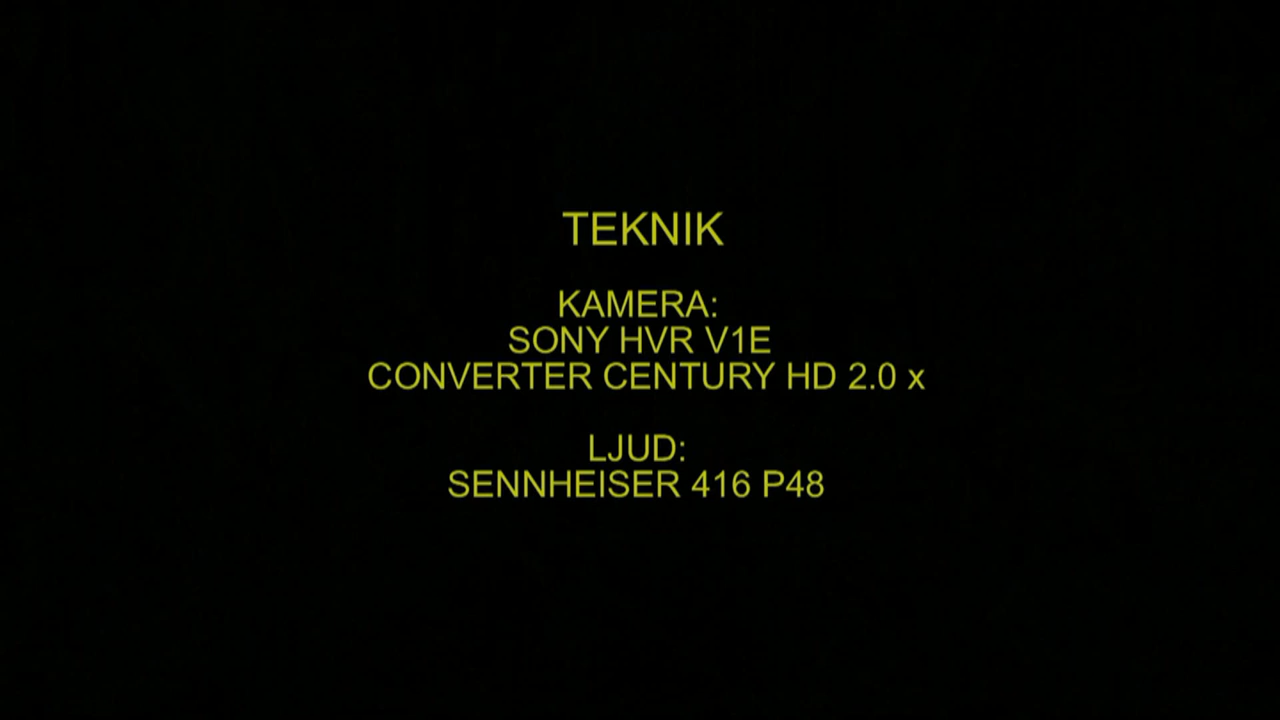 TEKNIK
KAMERA:
SONY HVR V1E
CONVERTER CENTURY HD 2.0 x
LJUD:
SENNHEISER 416 P48